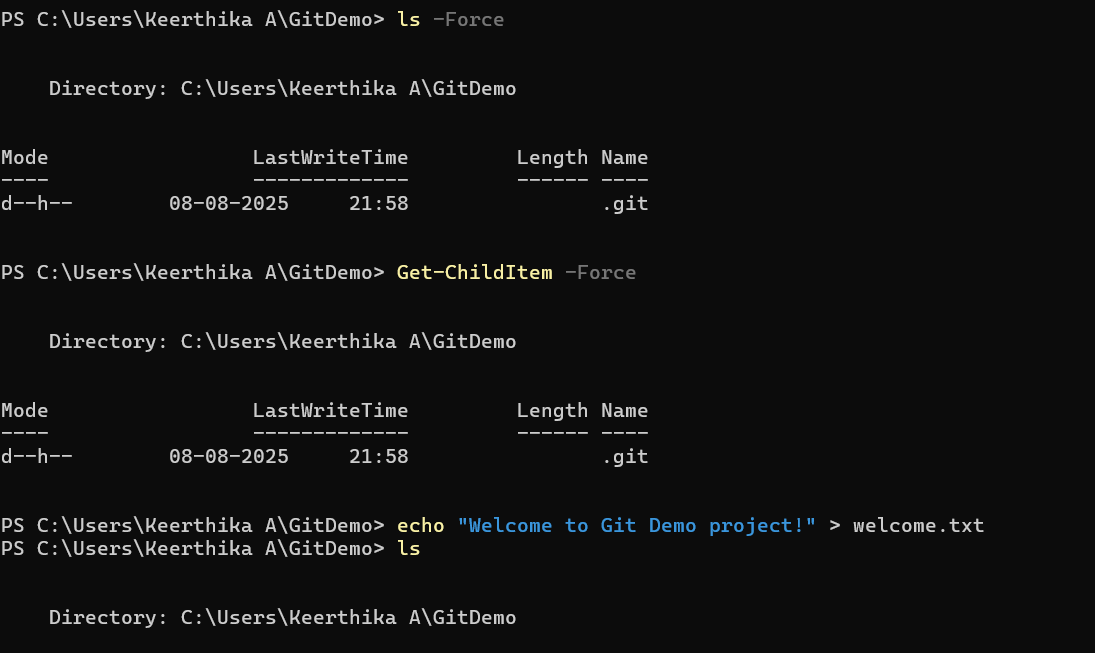 PS C:\Users\Keerthika A\GitDemo> ls -Force
Directory: C:\Users\Keerthika A\GitDemo
Mode                 LastWriteTime         Length Name
----                 -------------         ------ ----
d--h--        08-08-2025     21:58                .git
PS C:\Users\Keerthika A\GitDemo> Get-ChildItem -Force
Directory: C:\Users\Keerthika A\GitDemo
Mode                 LastWriteTime         Length Name
----                 -------------         ------ ----
d--h--        08-08-2025     21:58                .git
PS C:\Users\Keerthika A\GitDemo> echo "Welcome to Git Demo project!" > welcome.txt
PS C:\Users\Keerthika A\GitDemo> ls
Directory: C:\Users\Keerthika A\GitDemo